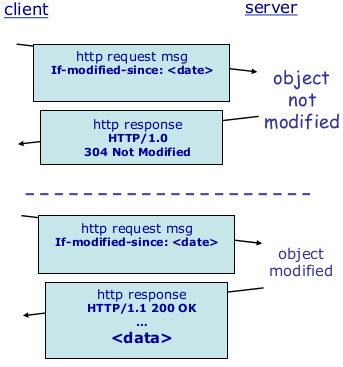 client
server
http request msg
If-modified-since: <date>
object
not
modified
http response
HTTP/1.0
304 Not Modified
http request msg
If-modified-since: <date>
object
modified
http response
HTTP/1.1 200 OK
...
<data>